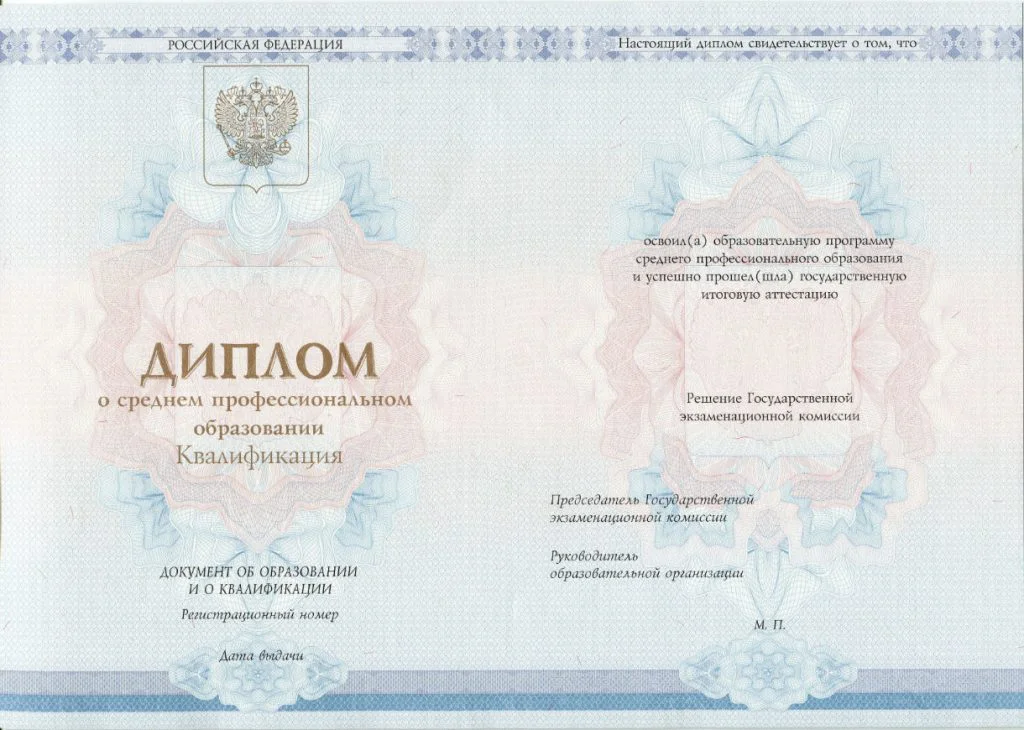 РОССИЙСКАЯ ФЕДЕРАЦИЯ
ДИПЛОМ
о среднем профессиональном
образовании
Квалификация
ДОКУМЕНТ ОБ ОБРАЗОВАНИИ
И О КВАЛИФИКАЦИИ
Регистрационный номер
Дата выдачи
Настоящий диплом свидетельствует о том, что
освоил(а) образовательную программу
среднего профессионального образования
и успешно прошел(шла) государственную
итоговую аттестацию
Решение Государственной
экзаменационной комиссии
Председатель Государственной
экзаменационной комиссии
Руководитель
образовательной организации
М. П.